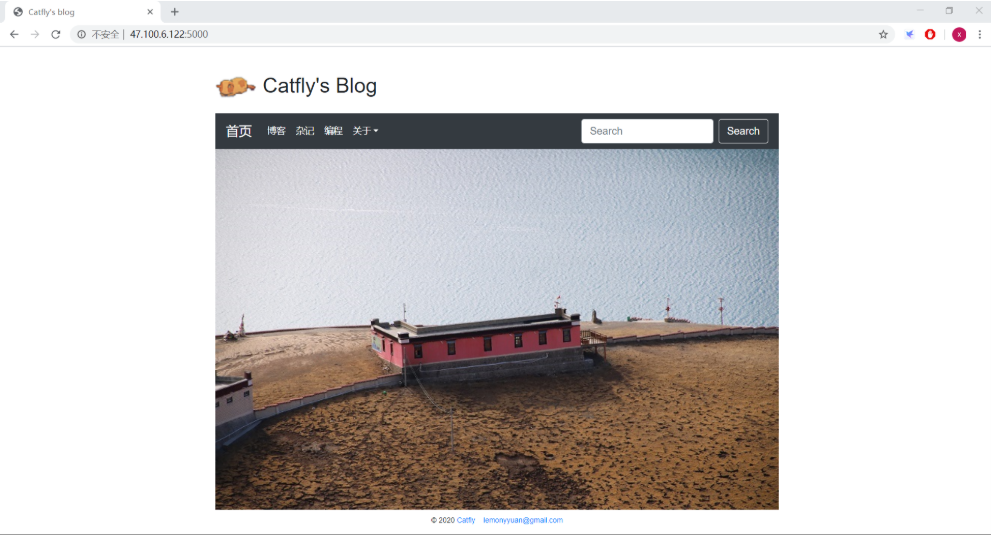 Catfly's blog
不安全 | 47.100.6.122:5000
x
Catfly's Blog
首页 博客 杂记 编程 关于 Search Search
© 2020 Catfly lemonyyuan@gmail.com